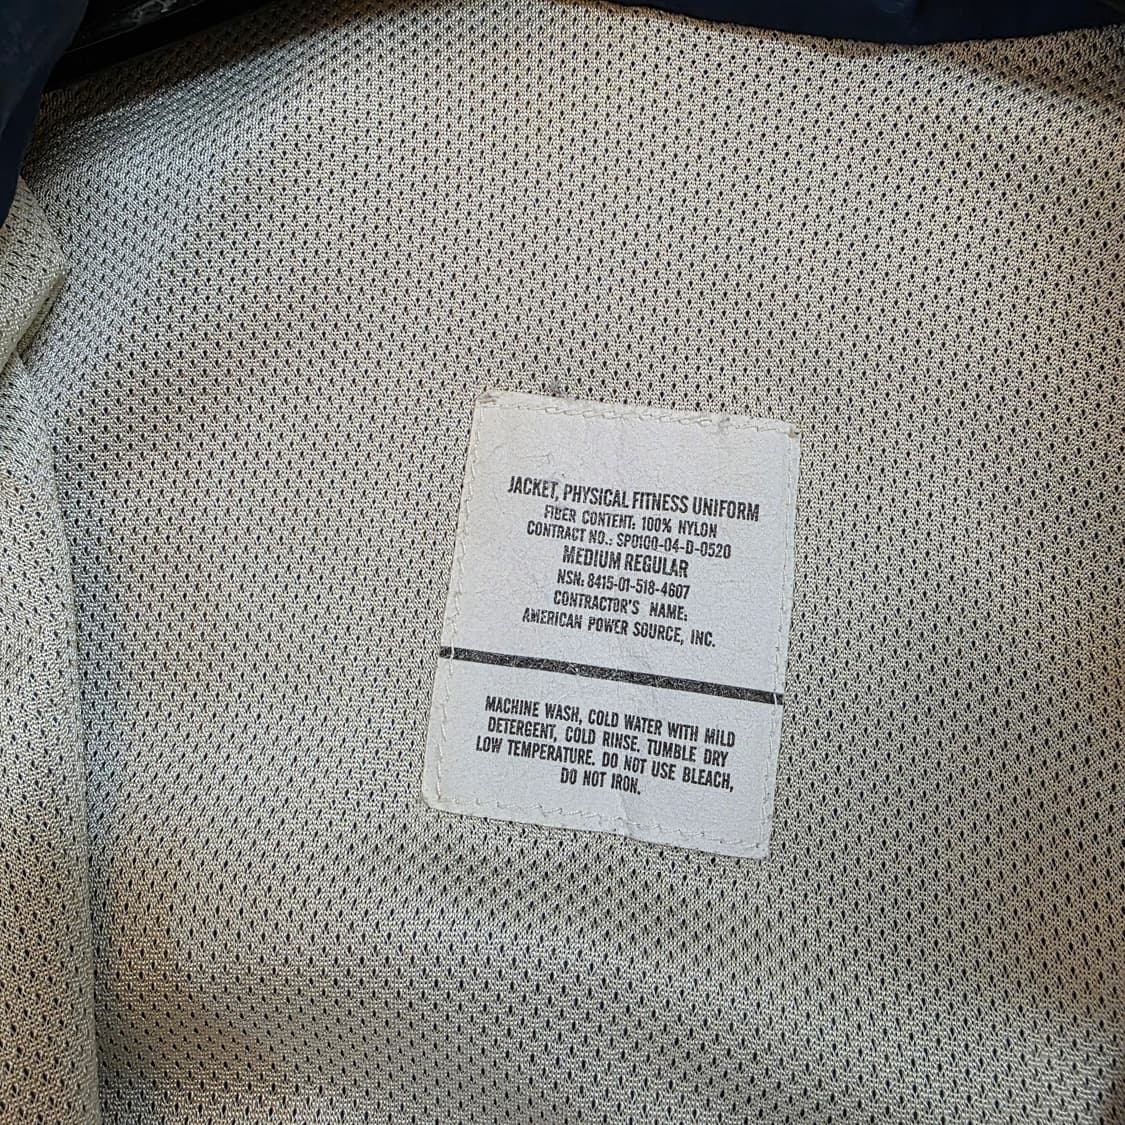 JACKET, PHYSICAL FITNESS UNIFORM
FIBER CONTENT: 100% NYLON
CONTRACT NO.: SPO100-04-D-0520
MEDIUM REGULAR
NSN: 8415-01-518-4607
CONTRACTOR'S NAME:
AMERICAN POWER SOURCE, INC.
MACHINE WASH, COLD WATER WITH MILD
DETERGENT, COLD RINSE. TUMBLE DRY
LOW TEMPERATURE. DO NOT USE BLEACH,
DO NOT IRON.